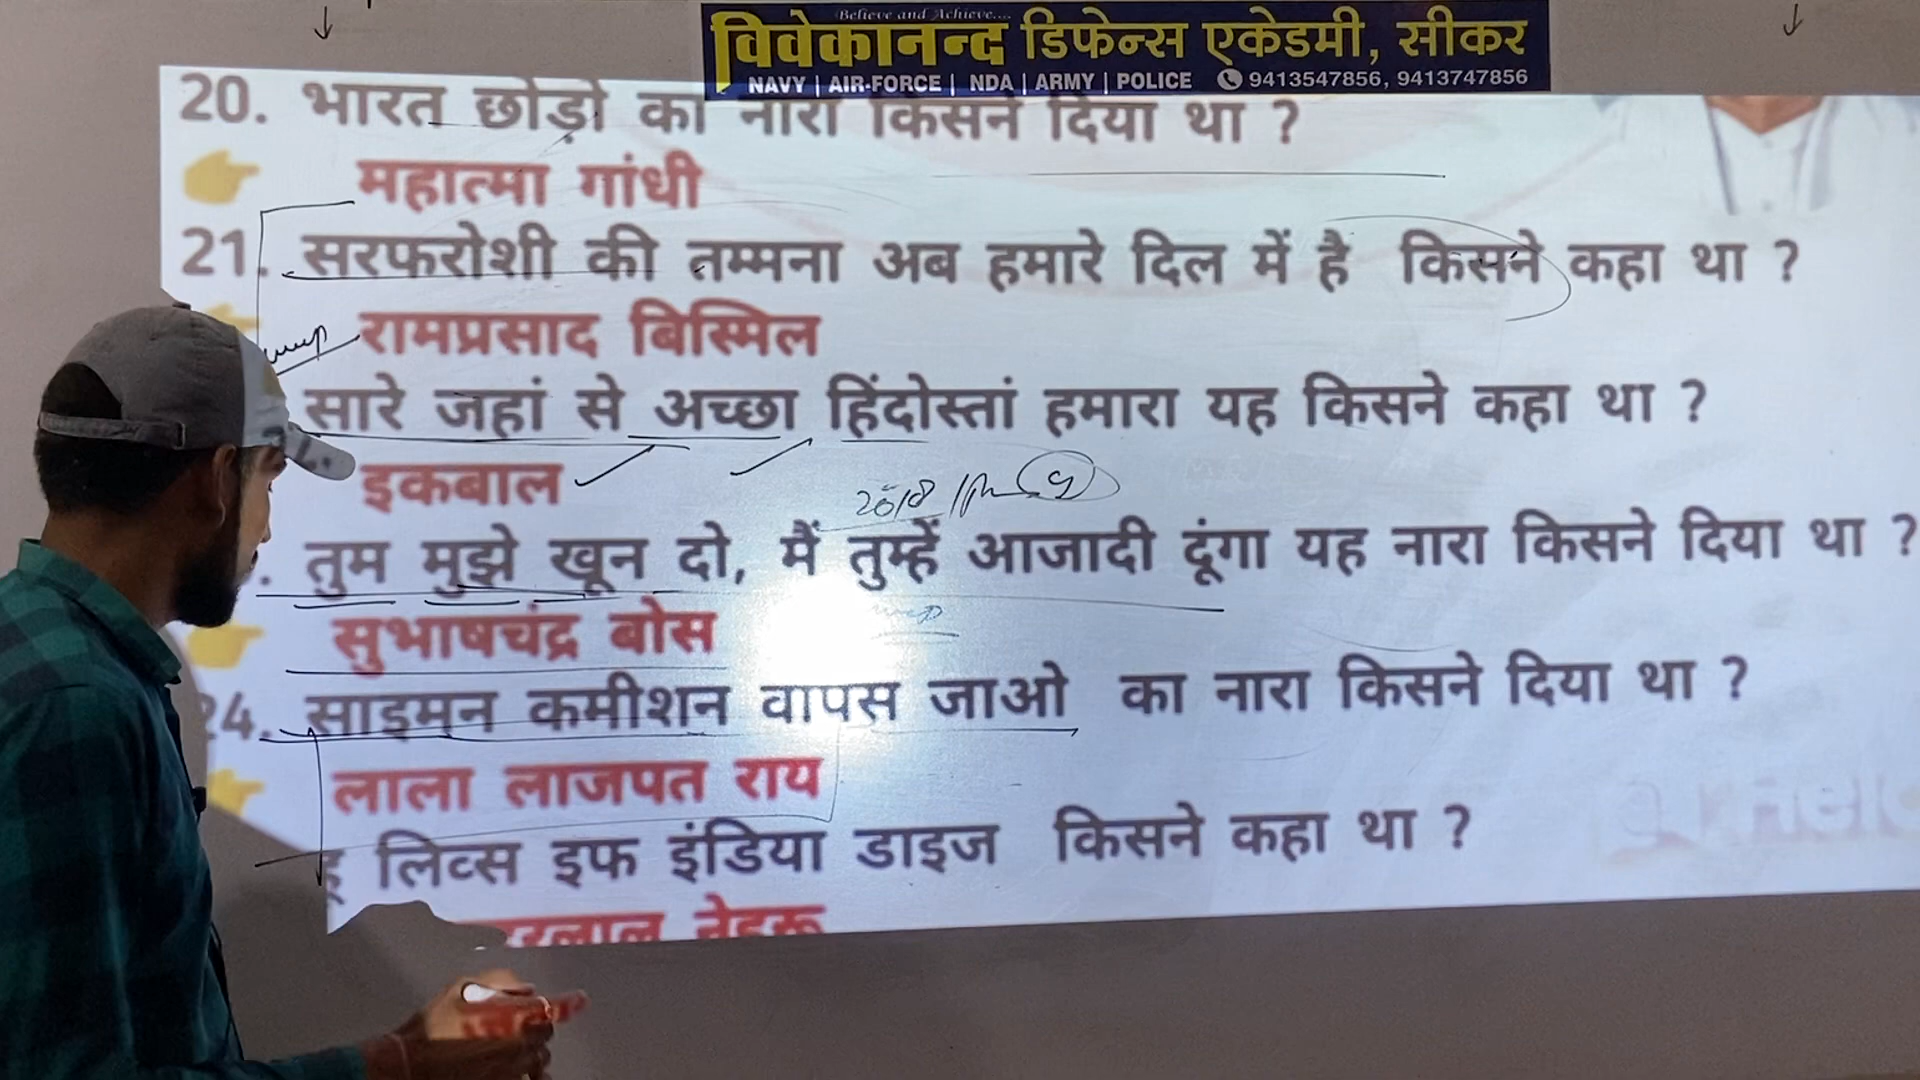 Believe and Achieve....
विवेकानन्द डिफेन्स एकेडमी, सीकर
NAVY | AIR-FORCE | NDA | ARMY | POLICE 9413547856, 9413747856
20. भारत छोड़ो का नारा किसने दिया था ?
महात्मा गांधी
21. सरफरोशी की तम्मना अब हमारे दिल में है किसने कहा था ?
रामप्रसाद बिस्मिल
सारे जहां से अच्छा हिंदोस्तां हमारा यह किसने कहा था ?
इकबाल
2018
. तुम मुझे खून दो, मैं तुम्हें आजादी दूंगा यह नारा किसने दिया था ?
सुभाषचंद्र बोस
24. साइमन कमीशन वापस जाओ का नारा किसने दिया था ?
लाला लाजपत राय
हू लिव्स इफ इंडिया डाइज किसने कहा था ?
रलाल नेहरू